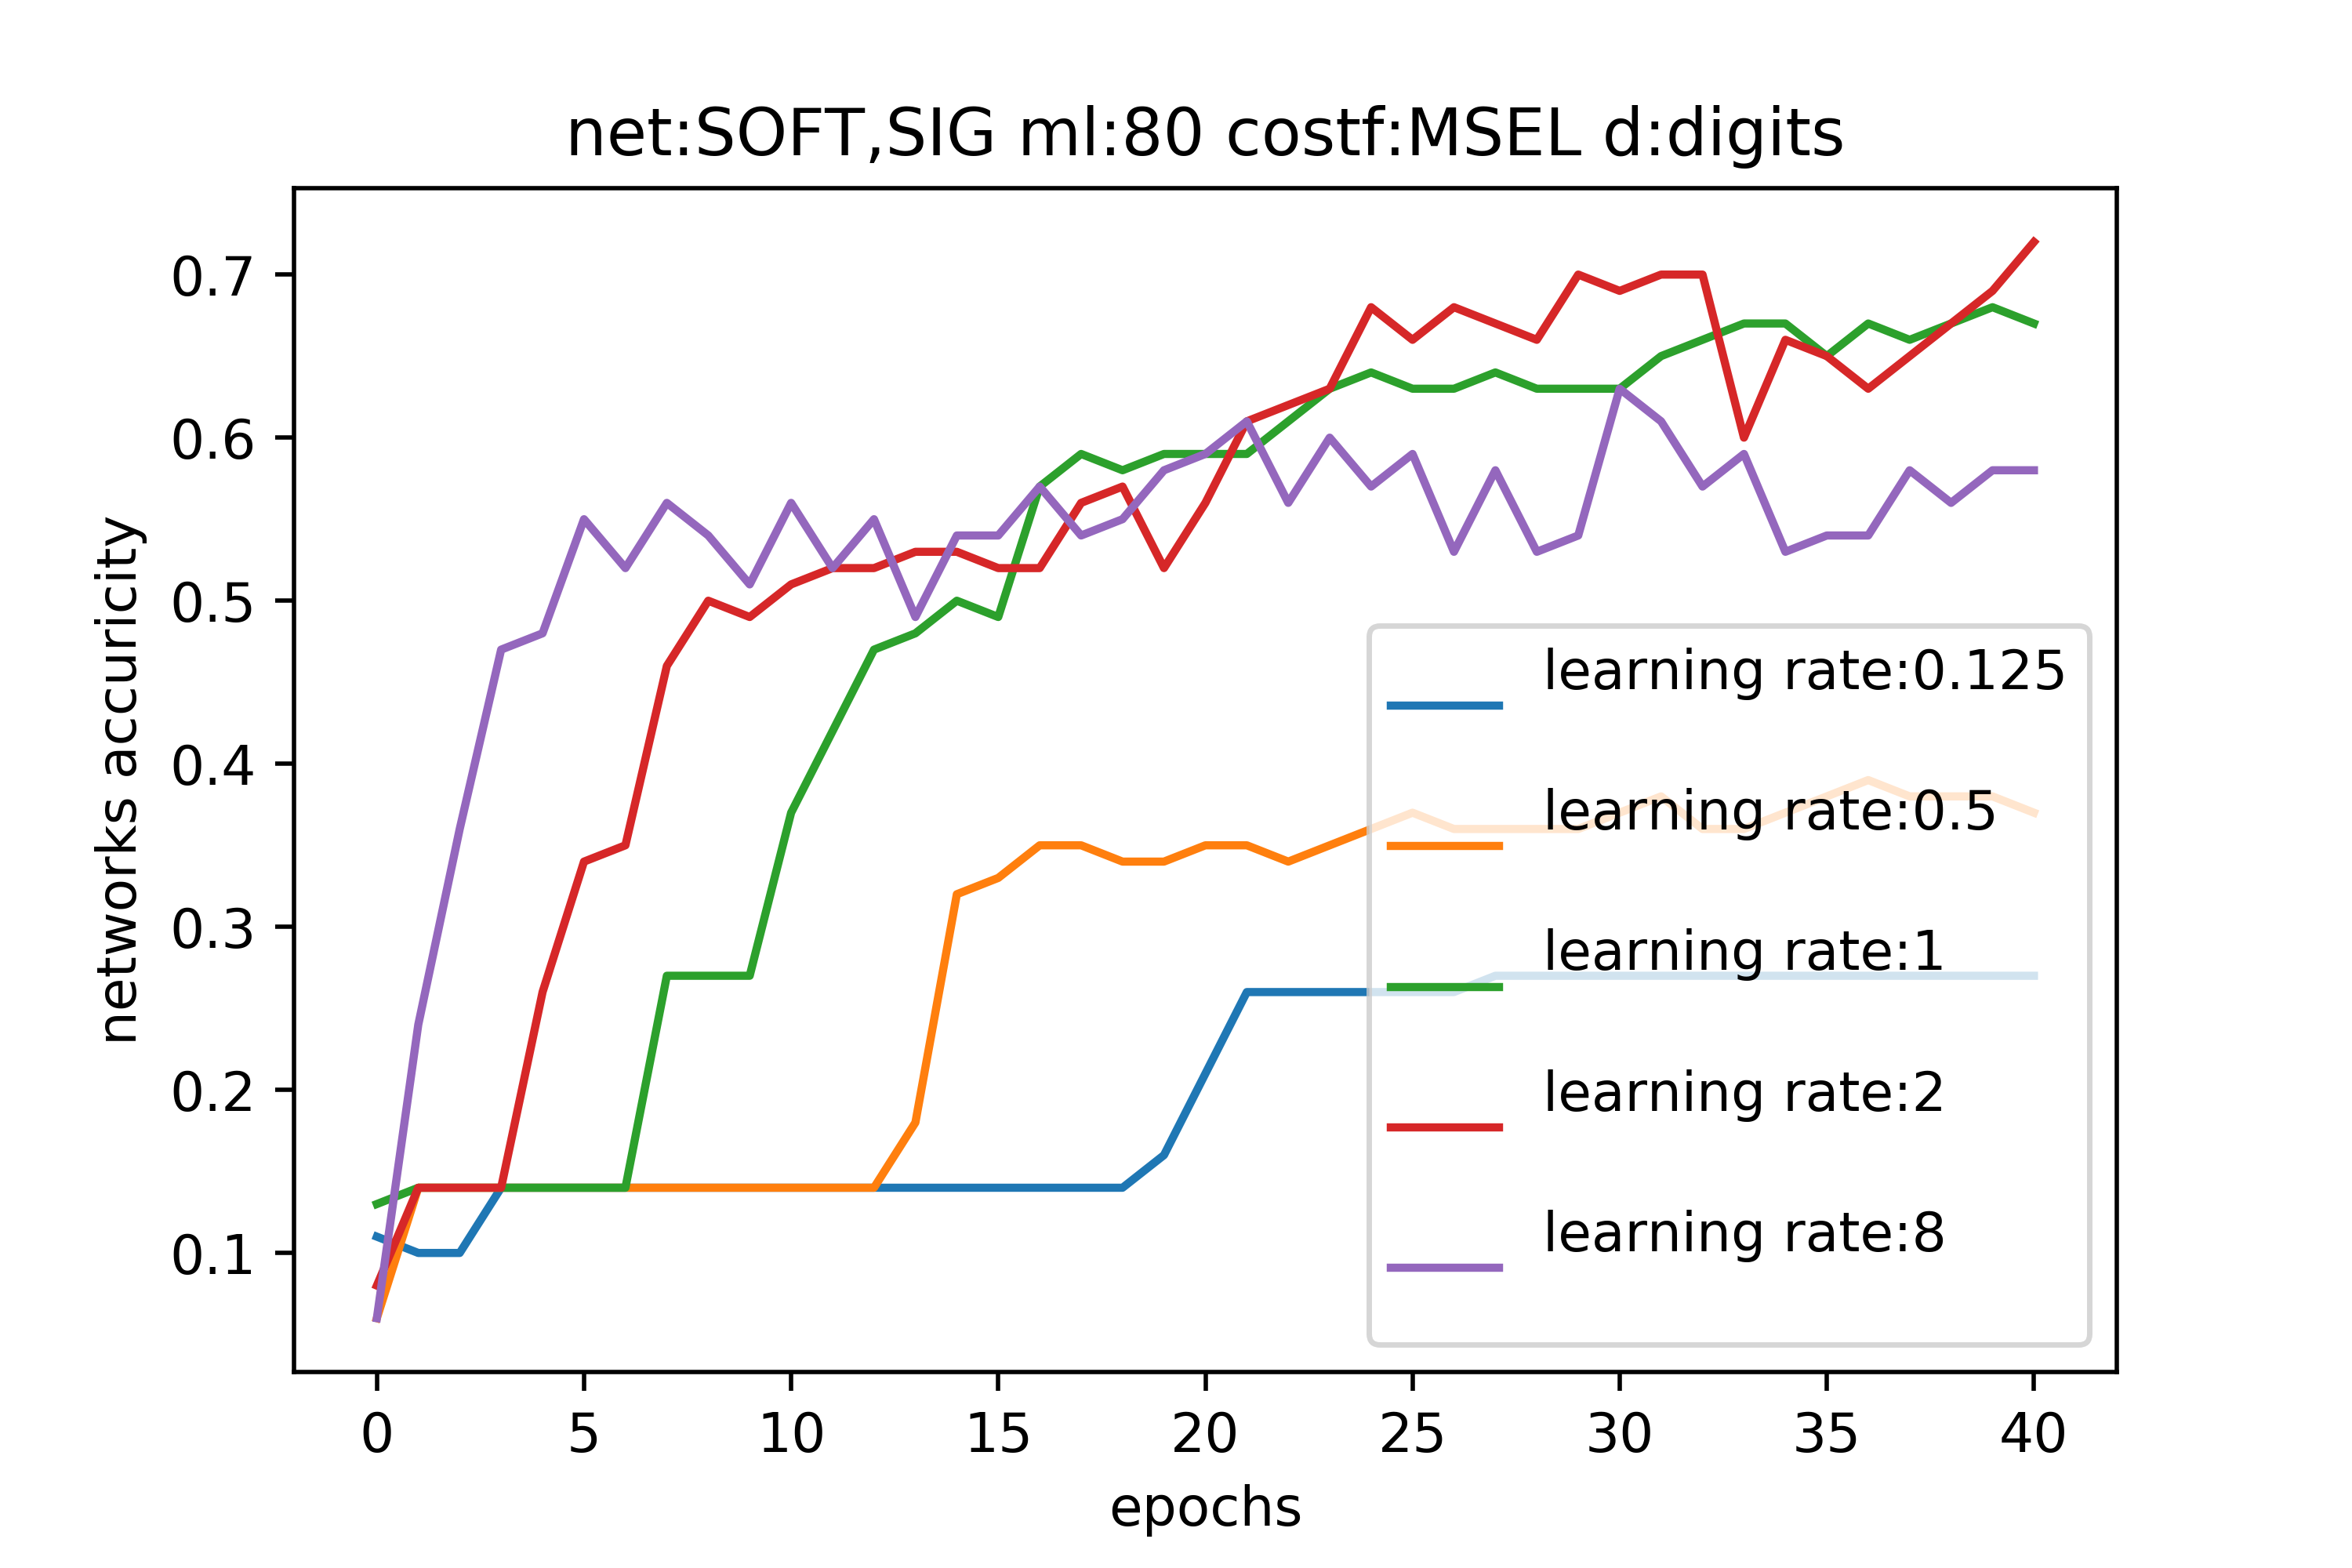 net:SOFT,SIG ml:80 costf:MSEL d:digits
networks accuricity
0.7
0.6
0.5
0.4
0.3
0.2
0.1
learning rate:0.125
learning rate:0.5
learning rate:1
learning rate:2
learning rate:8
0 5 10 15 20 25 30 35 40
epochs